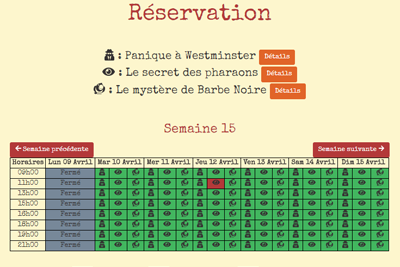 Réservation
: Panique à Westminster Détails
: Le secret des pharaons Détails
: Le mystère de Barbe Noire Détails
Semaine 15
← Semaine précédente Semaine suivante →
Horaires Lun 09 Avril Mar 10 Avril Mer 11 Avril Jeu 12 Avril Ven 13 Avril Sam 14 Avril Dim 15 Avril
09h00 Fermé
11h00 Fermé
13h00 Fermé
15h00 Fermé
16h00 Fermé
18h00 Fermé
19h00 Fermé
21h00 Fermé